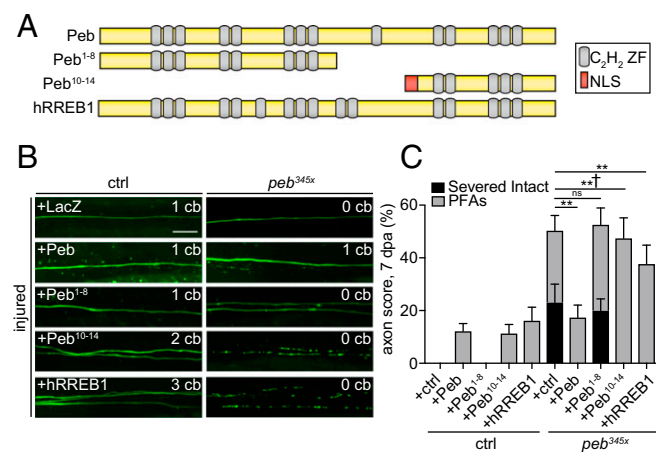 A
Peb
Peb¹⁻⁸
Peb¹⁰⁻¹⁴
hRREB1
C₂H₂ ZF
NLS
B
ctrl
peb³⁴⁵ˣ
injured
+LacZ 1 cb 0 cb
+Peb 1 cb 1 cb
+Peb¹⁻⁸ 1 cb 0 cb
+Peb¹⁰⁻¹⁴ 2 cb 0 cb
+hRREB1 3 cb 0 cb
C
Severed Intact
PFAs
**
**†
ns
**
axon score, 7 dpa (%)
60
40
20
0
+ctrl
+Peb
+Peb¹⁻⁸
+Peb¹⁰⁻¹⁴
+hRREB1
+ctrl
+Peb
+Peb¹⁻⁸
+Peb¹⁰⁻¹⁴
+hRREB1
ctrl
peb³⁴⁵ˣ